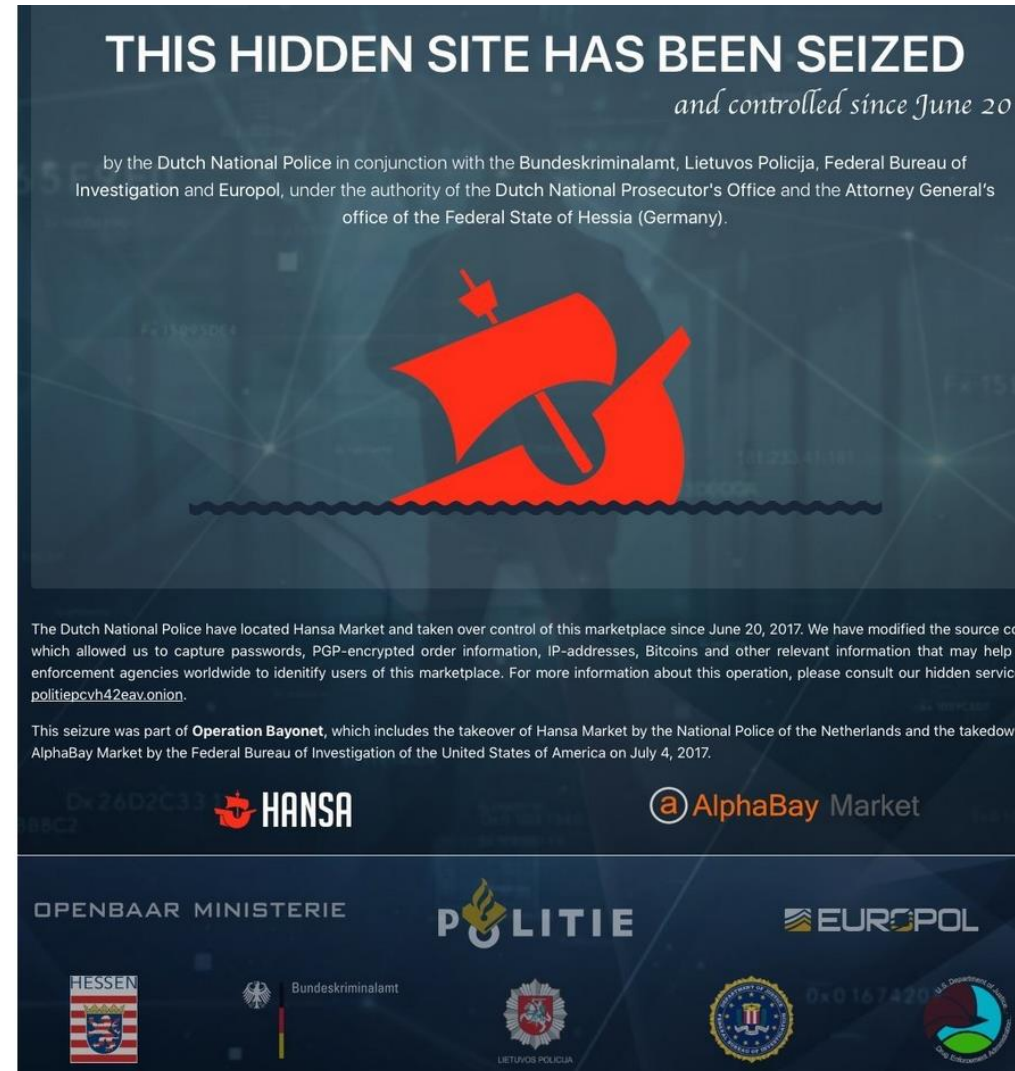 THIS HIDDEN SITE HAS BEEN SEIZED
and controlled since June 20
by the Dutch National Police in conjunction with the Bundeskriminalamt, Lietuvos Policija, Federal Bureau of
Investigation and Europol, under the authority of the Dutch National Prosecutor's Office and the Attorney General's
office of the Federal State of Hessia (Germany).
The Dutch National Police have located Hansa Market and taken over control of this marketplace since June 20, 2017. We have modified the source co
which allowed us to capture passwords, PGP-encrypted order information, IP-addresses, Bitcoins and other relevant information that may help
enforcement agencies worldwide to idenitify users of this marketplace. For more information about this operation, please consult our hidden servic
politiepcvh42eav.onion.
This seizure was part of Operation Bayonet, which includes the takeover of Hansa Market by the National Police of the Netherlands and the takedow
AlphaBay Market by the Federal Bureau of Investigation of the United States of America on July 4, 2017.
HANSA
a AlphaBay Market
OPENBAAR MINISTERIE
POLITIE
EUROPOL
HESSEN
Bundeskriminalamt
LIETUVOS POLICIJA
U.S. Department of Justice
Drug Enforcement Administration